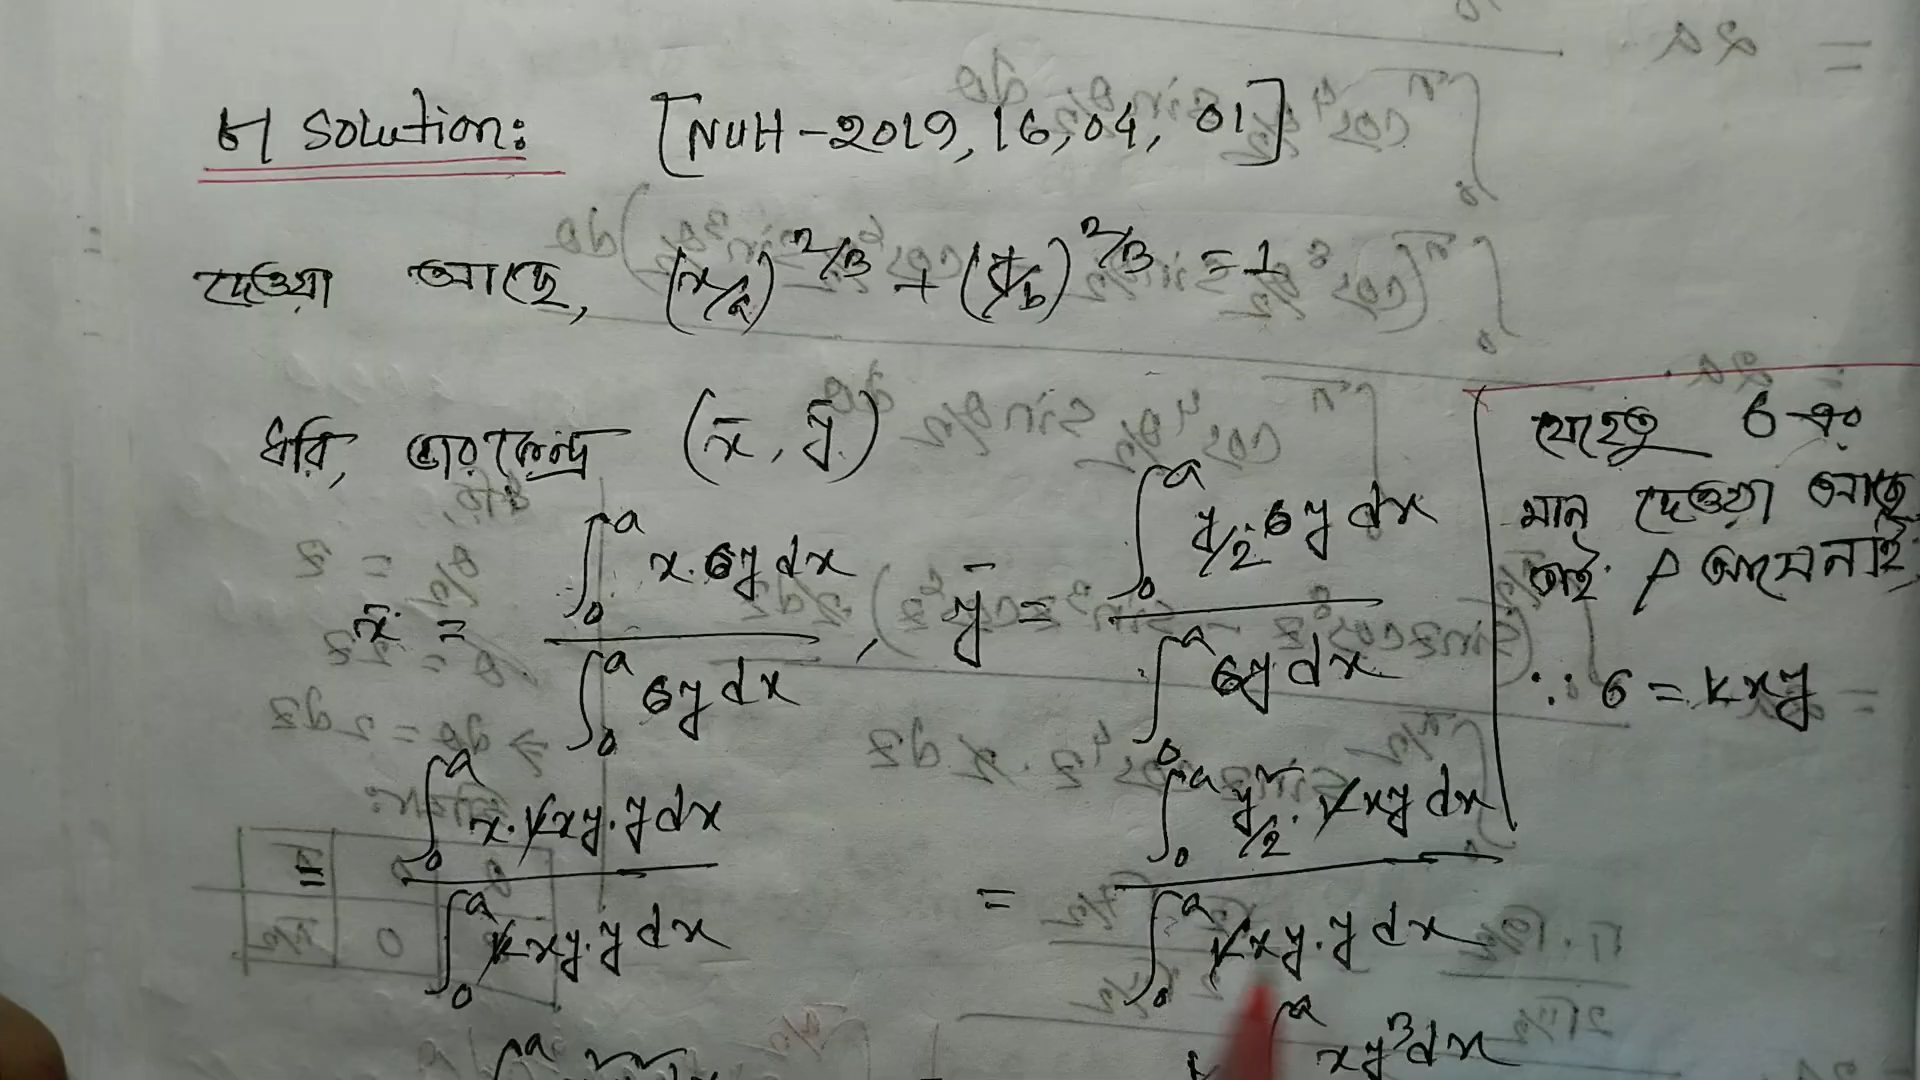 ৮। Solution: [NUH-2019, 16, 04, 01]
দেওয়া আছে, (x/a)^2/3 + (y/b)^2/3 = 1
ধরি, ভারকেন্দ্র (x̄, ȳ)
x̄ = ∫₀^a x.σy dx / ∫₀^a σy dx , ȳ = ∫₀^a y/2.σy dx / ∫₀^a σy dx
যেহেতু σ এর
মান দেওয়া আছে
তাই ρ আসে নাই
∵ σ = kxy
= ∫₀^a x.kxy.y dx / ∫₀^a kxy.y dx
= ∫₀^a y/2.kxy dx / ∫₀^a kxy.y dx
∫^a xy³dx